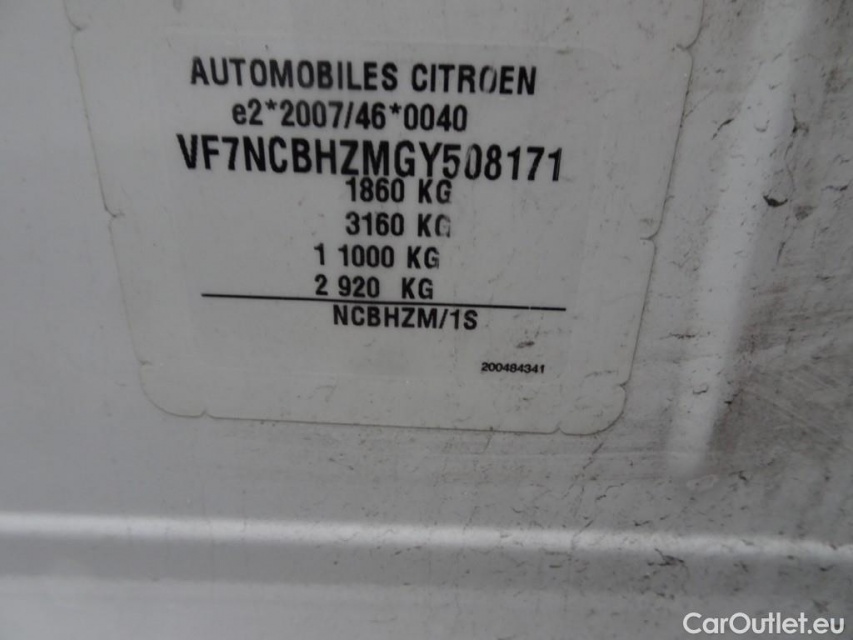 AUTOMOBILES CITROEN
e2*2007/46*0040
VF7NCBHZMGY508171
1860 KG
3160 KG
1 1000 KG
2 920 KG
NCBHZM/1S
200484341
CarOutlet.eu